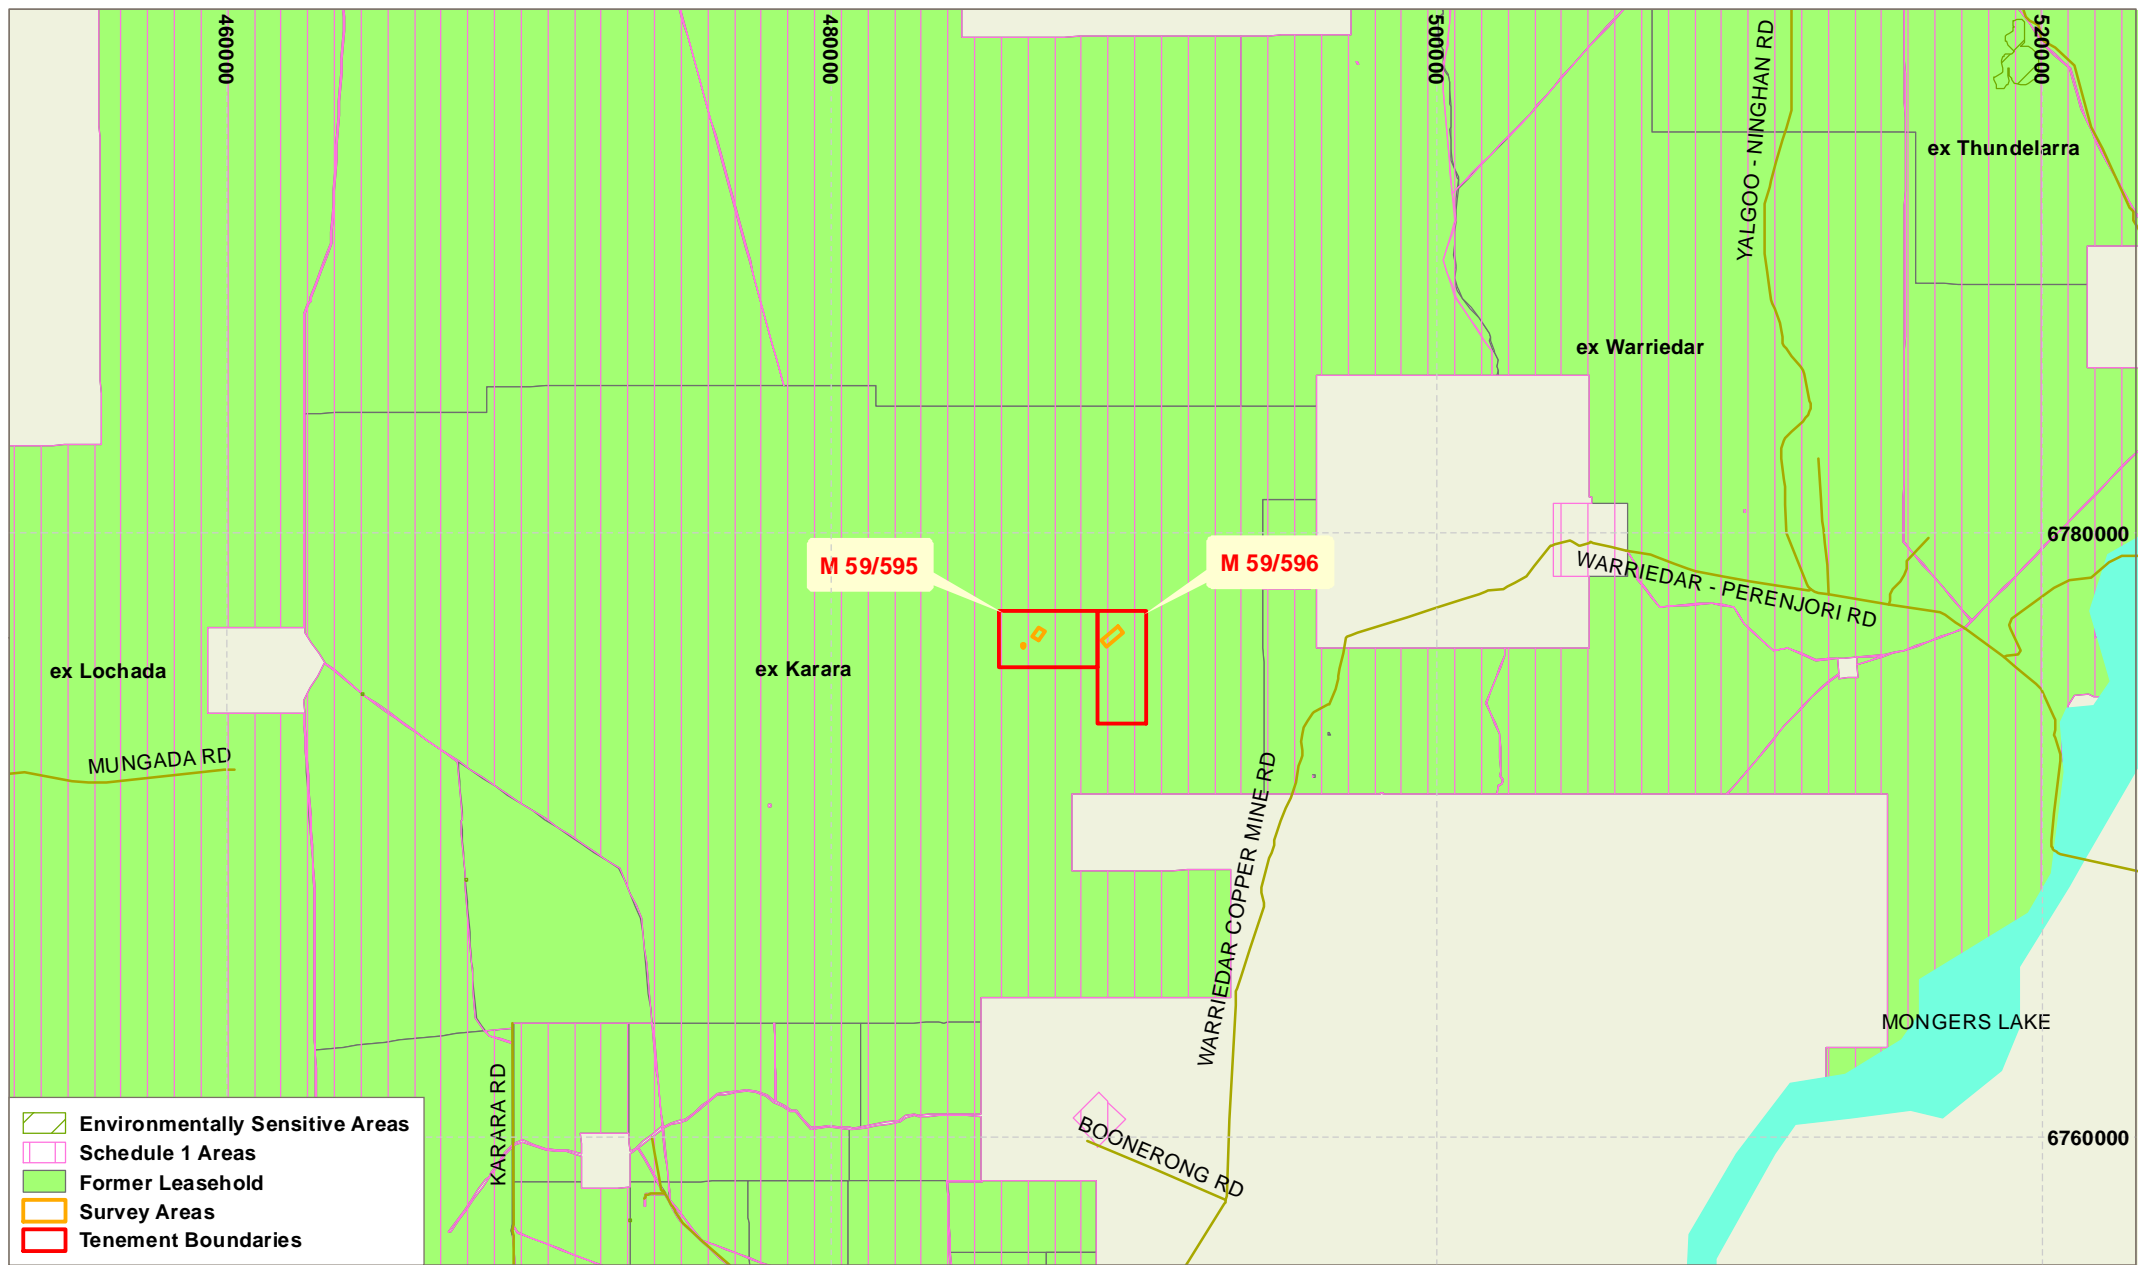 460000
480000
500000
520000
YALGOO - NINGHAN RD
ex Thundelarra
ex Warriedar
6780000
M 59/595
M 59/596
WARRIEDAR - PERENJORI RD
ex Lochada
ex Karara
MUNGADA RD
WARRIEDAR COPPER MINE RD
MONGERS LAKE
KARARA RD
BOONERONG RD
6760000
Environmentally Sensitive Areas
Schedule 1 Areas
Former Leasehold
Survey Areas
Tenement Boundaries